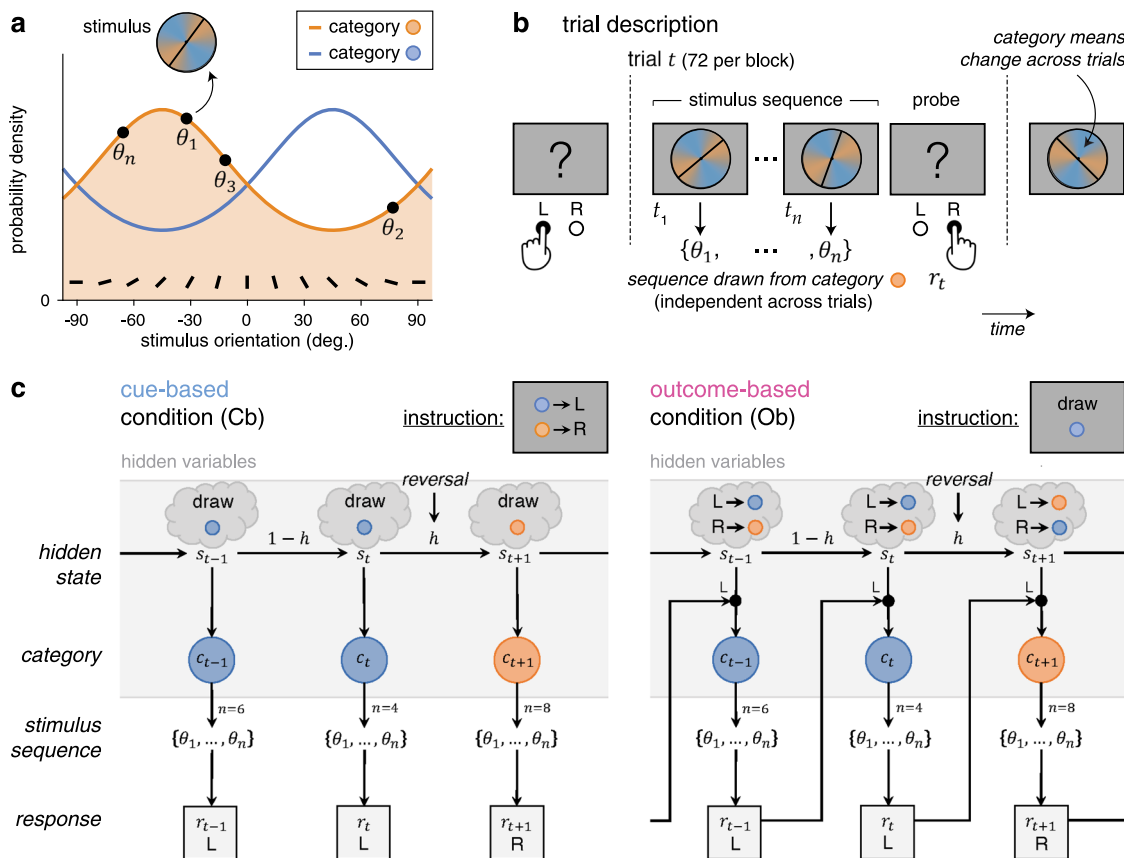 a
stimulus
category
category
probability density
θn
θ1
θ3
θ2
0
-90 -60 -30 0 30 60 90
stimulus orientation (deg.)
b trial description
trial t (72 per block)
category means
change across trials
stimulus sequence
probe
?
?
L R
t1
tn
L R
{θ1, ... , θn}
sequence drawn from category
(independent across trials)
rt
time
c
cue-based
condition (Cb)
instruction:
→ L
→ R
hidden variables
reversal
draw
draw
draw
1 − h
h
hidden
state
st−1
st
st+1
category
ct−1
ct
ct+1
n=6
n=4
n=8
stimulus
sequence
{θ1, ... , θn}
{θ1, ... , θn}
{θ1, ... , θn}
response
rt−1
L
rt
L
rt+1
R
outcome-based
condition (Ob)
instruction:
draw
hidden variables
reversal
L→
R→
L→
R→
L→
R→
1 − h
h
st−1
st
st+1
L
L
L
ct−1
ct
ct+1
n=6
n=4
n=8
{θ1, ... , θn}
{θ1, ... , θn}
{θ1, ... , θn}
rt−1
L
rt
L
rt+1
R